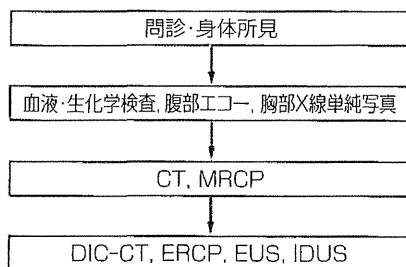 問診・身体所見
血液・生化学検査, 腹部エコー, 胸部X線単純写真
CT, MRCP
DIC-CT, ERCP, EUS, IDUS